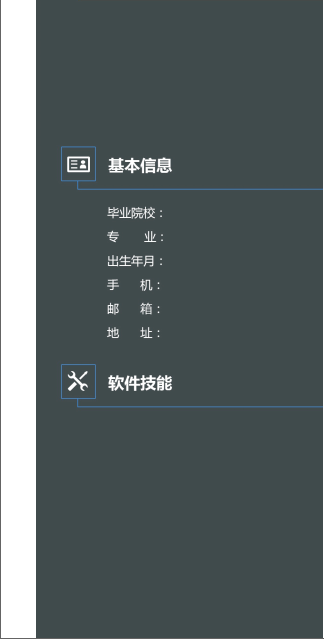 基本信息
毕业院校：
专 业：
出生年月：
手 机：
邮 箱：
地 址：
软件技能